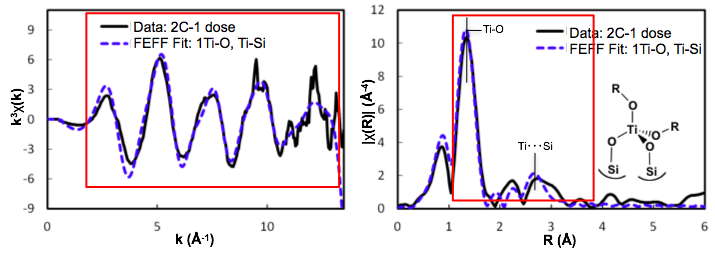 Data: 2C-1 dose
FEFF Fit: 1Ti-O, Ti-Si
k³χ(k)
9
6
3
0
-3
-6
-9
0
5
10
k (Å⁻¹)
Data: 2C-1 dose
FEFF Fit: 1Ti-O, Ti-Si
|χ(R)| (Å⁻⁴)
12
10
8
6
4
2
0
0
1
2
3
4
5
6
R (Å)
Ti-O
Ti···Si
R
O
Ti
O
R
O
O
Si
Si